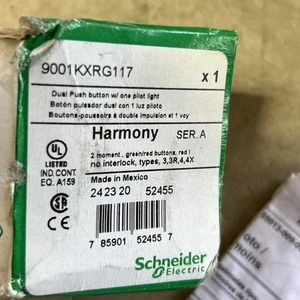 9001KXRG117 x 1
Dual Push button w/ one pilot light
Botón pulsador dual con 1 luz piloto
Boutons-poussoirs à double impulsion et 1 voy
Harmony SER. A
UL
LISTED
IND. CONT.
EQ. A159
2 moment., green/red buttons, red l
no interlock, types, 3,3R,4,4X
Made in Mexico
24 23 20 52455
7 85901 52455 7
Schneider
Electric